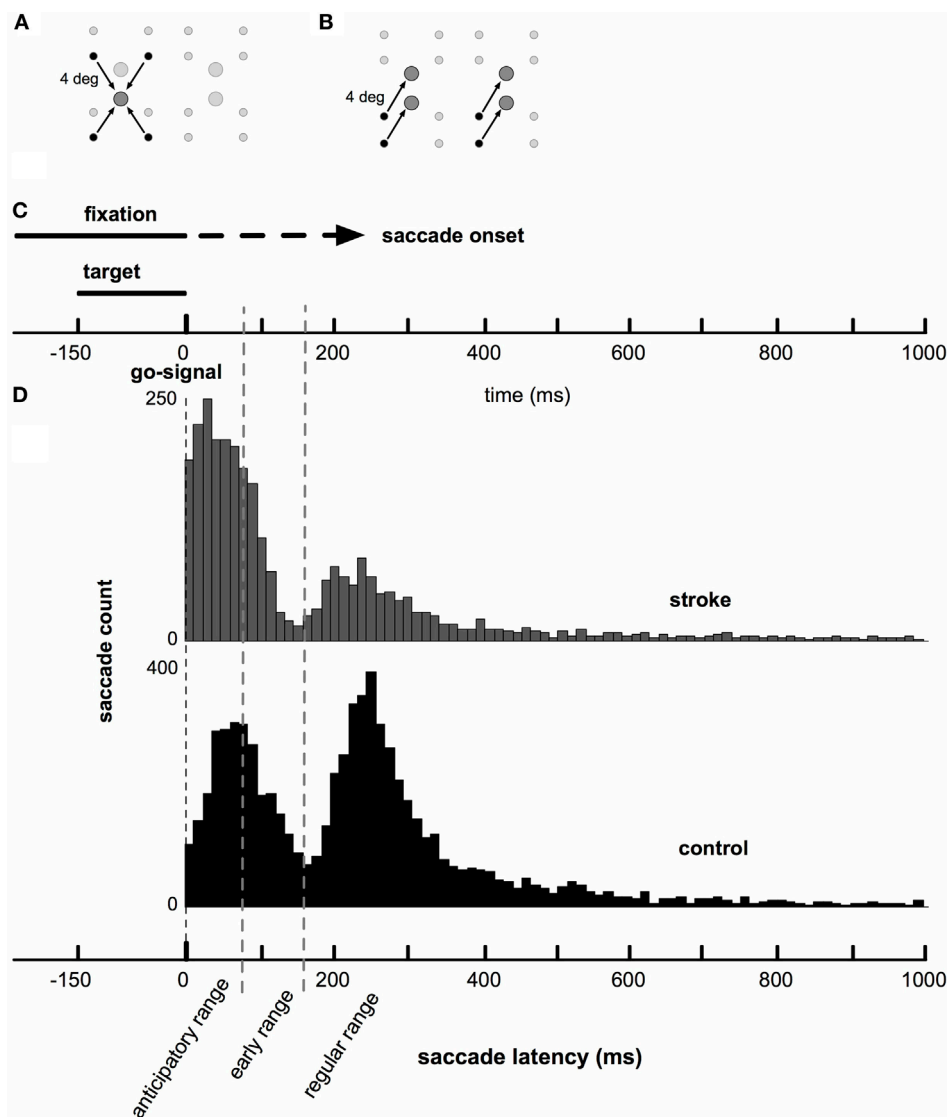 A
B
4 deg
4 deg
C
fixation
saccade onset
target
-150 0 200 400 600 800 1000
go-signal
time (ms)
D
250
saccade count
stroke
0
400
control
0
-150 0 200 400 600 800 1000
anticipatory range
early range
regular range
saccade latency (ms)